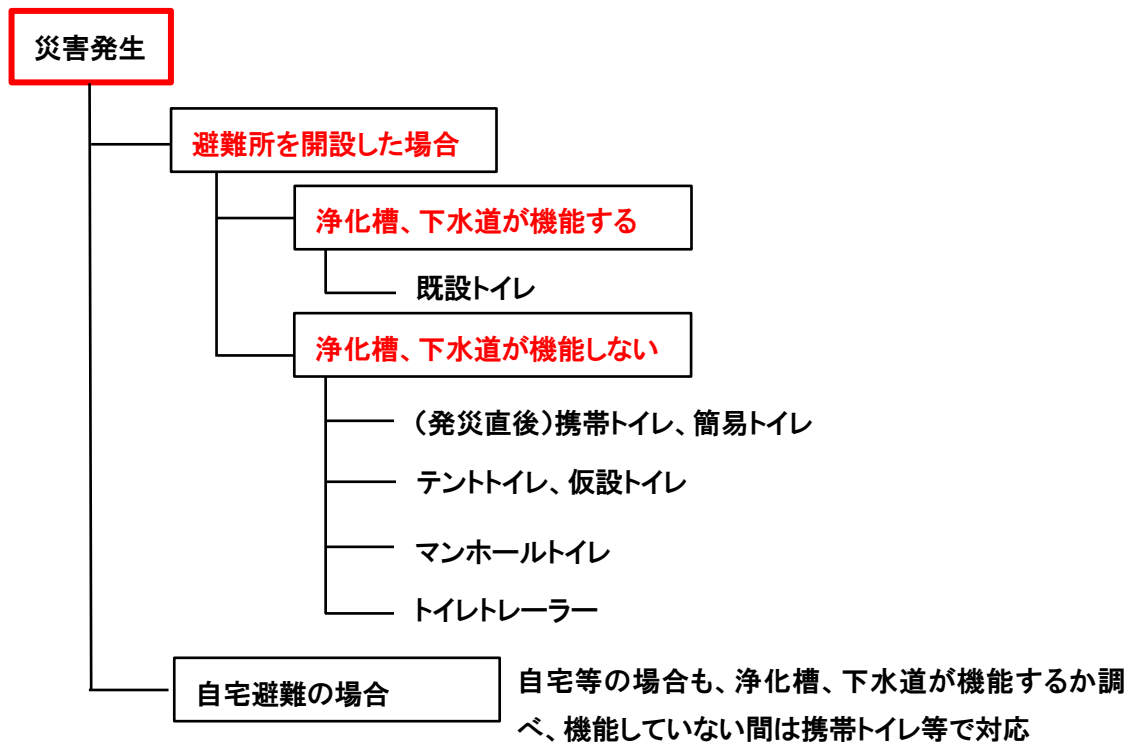 災害発生
避難所を開設した場合
浄化槽、下水道が機能する
既設トイレ
浄化槽、下水道が機能しない
（発災直後）携帯トイレ、簡易トイレ
テントトイレ、仮設トイレ
マンホールトイレ
トイレトレーラー
自宅避難の場合
自宅等の場合も、浄化槽、下水道が機能するか調
べ、機能していない間は携帯トイレ等で対応